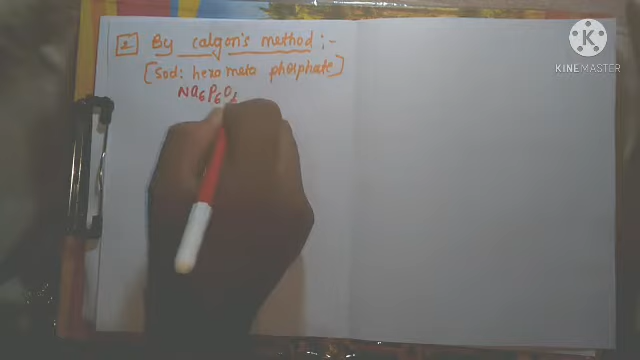 2 By calgon's method :-
[Sod: hexa meta phosphate]
Na6P6O
KINEMASTER